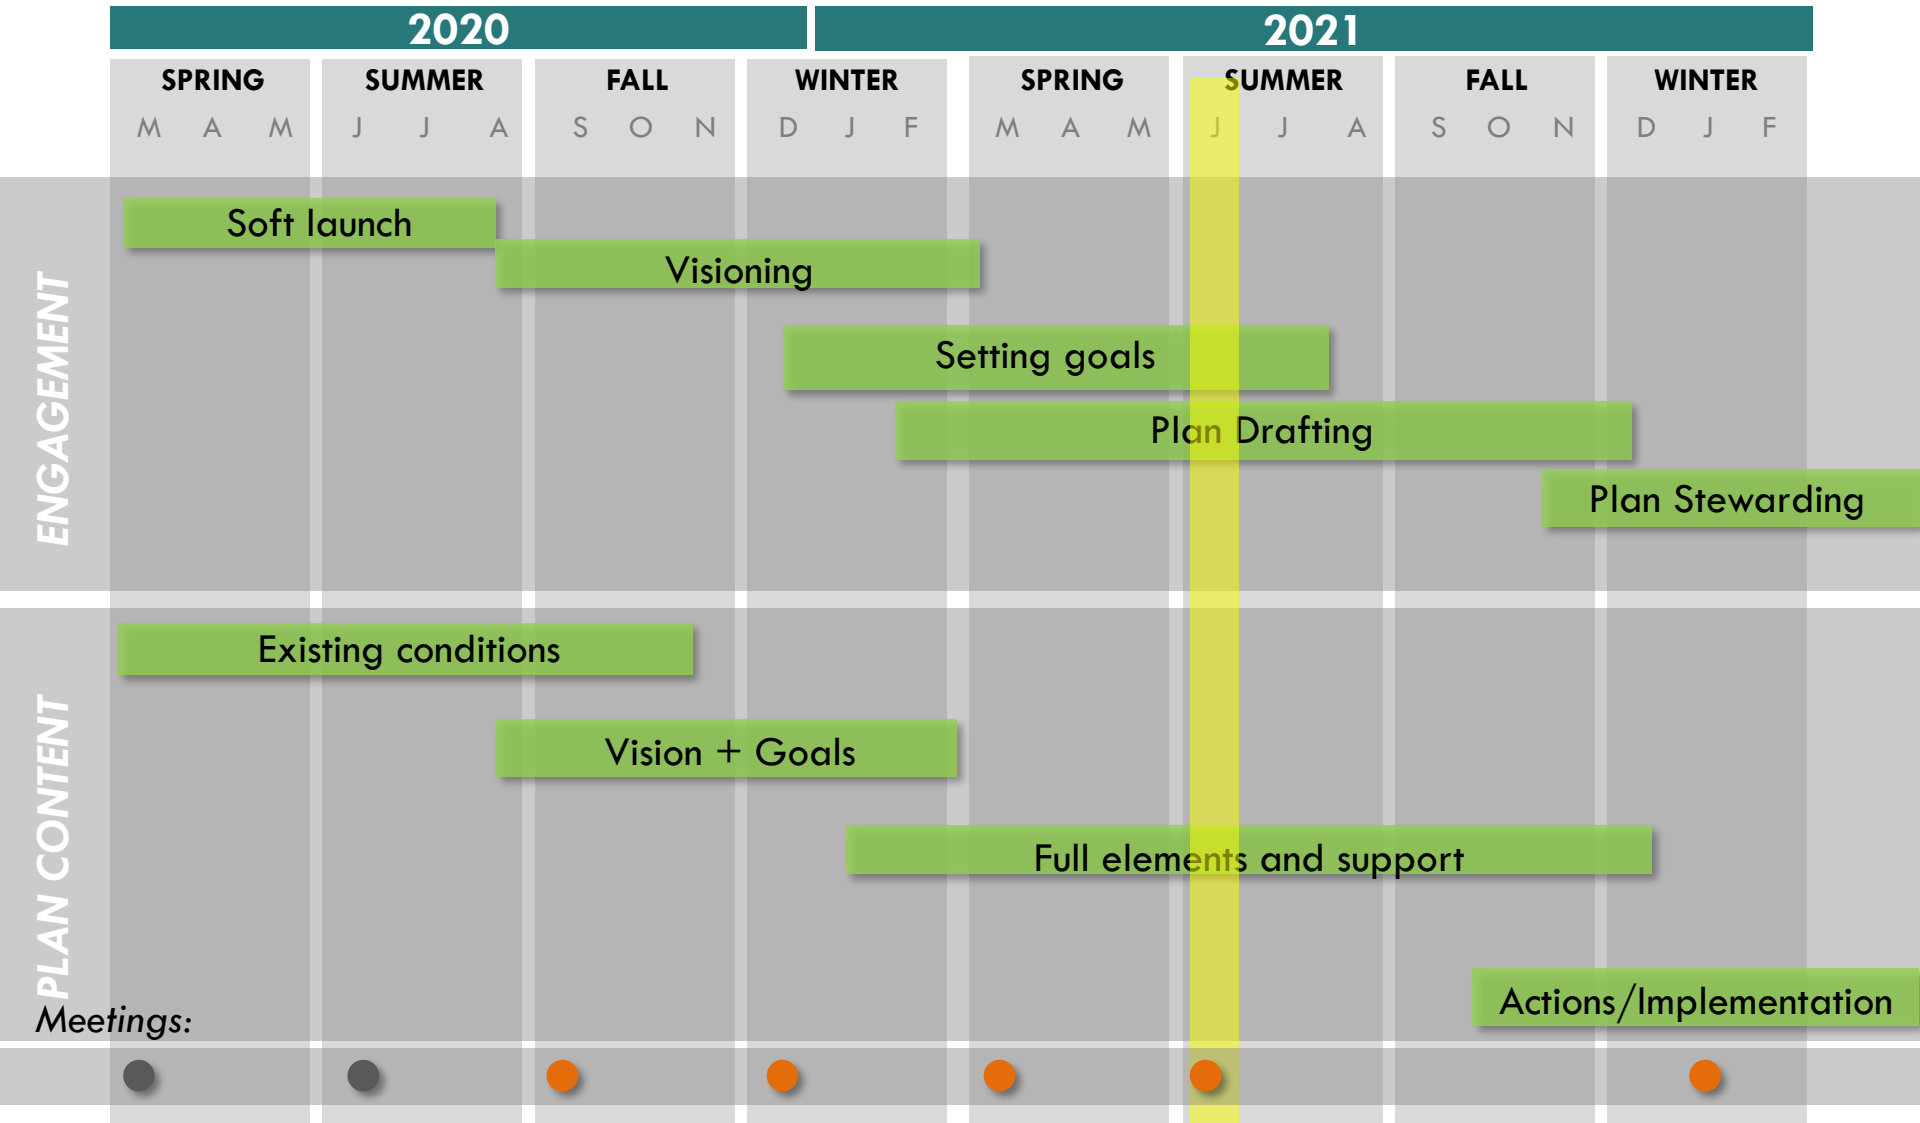 2020 2021
SPRING SUMMER FALL WINTER SPRING SUMMER FALL WINTER
M A M J J A S O N D J F M A M J J A S O N D J F
ENGAGEMENT
Soft launch
Visioning
Setting goals
Plan Drafting
Plan Stewarding
PLAN CONTENT
Existing conditions
Vision + Goals
Full elements and support
Actions/Implementation
Meetings: